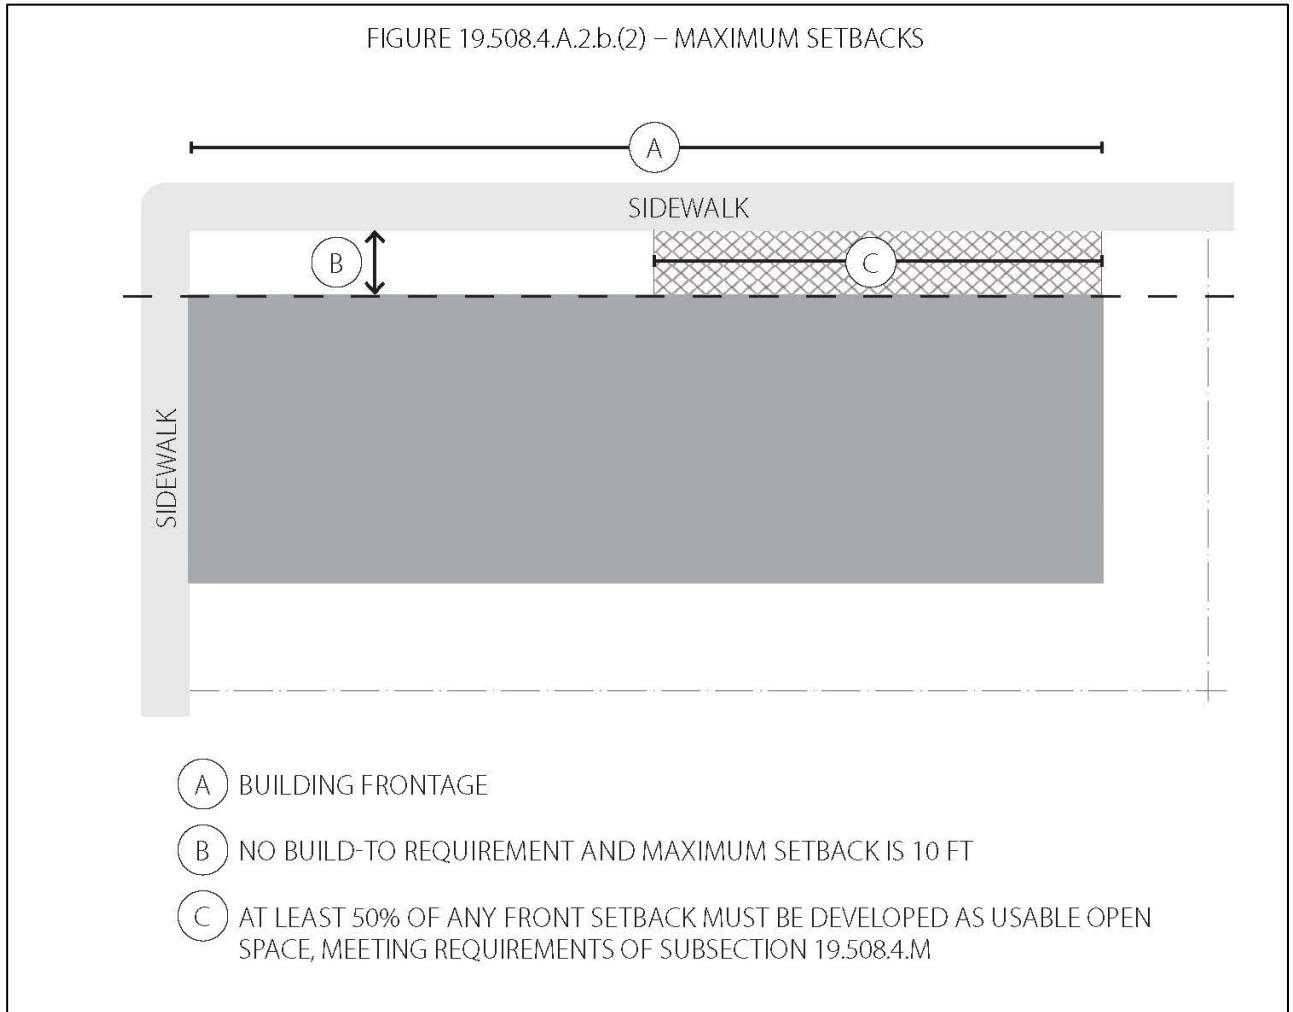 FIGURE 19.508.4.A.2.b.(2) – MAXIMUM SETBACKS
A
SIDEWALK
B
C
SIDEWALK
A BUILDING FRONTAGE
B NO BUILD-TO REQUIREMENT AND MAXIMUM SETBACK IS 10 FT
C AT LEAST 50% OF ANY FRONT SETBACK MUST BE DEVELOPED AS USABLE OPEN
SPACE, MEETING REQUIREMENTS OF SUBSECTION 19.508.4.M